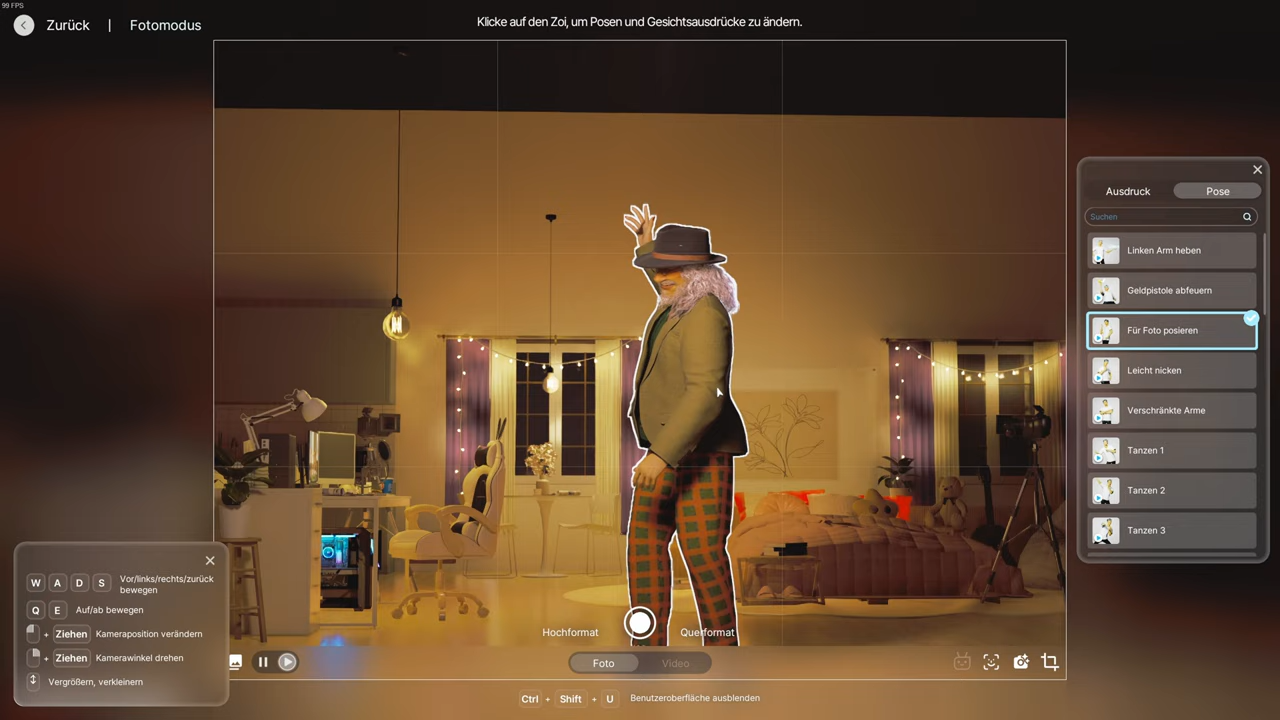 99 FPS
Zurück | Fotomodus
Klicke auf den Zoi, um Posen und Gesichtsausdrücke zu ändern.
Ausdruck Pose
Suchen
Linken Arm heben
Geldpistole abfeuern
Für Foto posieren
Leicht nicken
Verschränkte Arme
Tanzen 1
Tanzen 2
Tanzen 3
W A D S Vor/links/rechts/zurück
bewegen
Q E Auf/ab bewegen
+ Ziehen Kameraposition verändern
+ Ziehen Kamerawinkel drehen
Vergrößern, verkleinern
Hochformat Querformat
Foto Video
Ctrl + Shift + U Benutzeroberfläche ausblenden